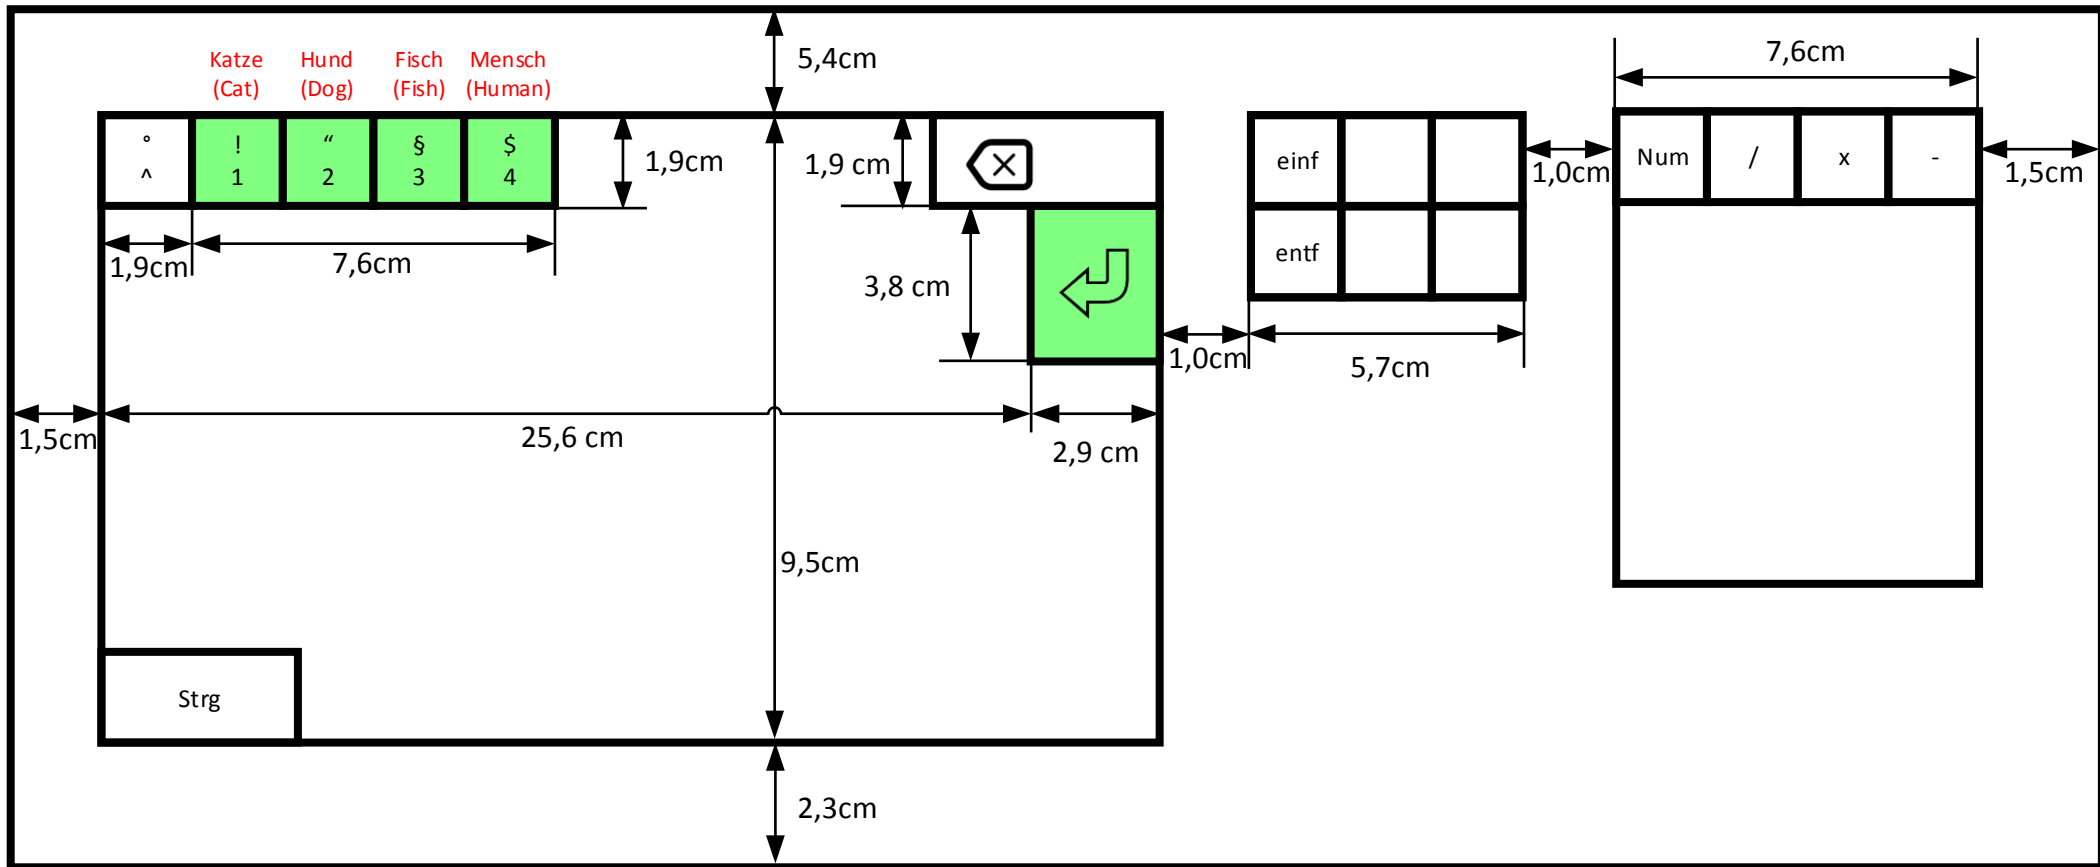 5,4cm
7,6cm
Katze
(Cat)
Hund
(Dog)
Fisch
(Fish)
Mensch
(Human)
°
^
!
1
“
2
§
3
$
4
1,9cm
1,9 cm
einf
entf
1,0cm
Num
/
x
-
1,5cm
1,9cm
7,6cm
3,8 cm
1,0cm
5,7cm
1,5cm
25,6 cm
2,9 cm
9,5cm
Strg
2,3cm